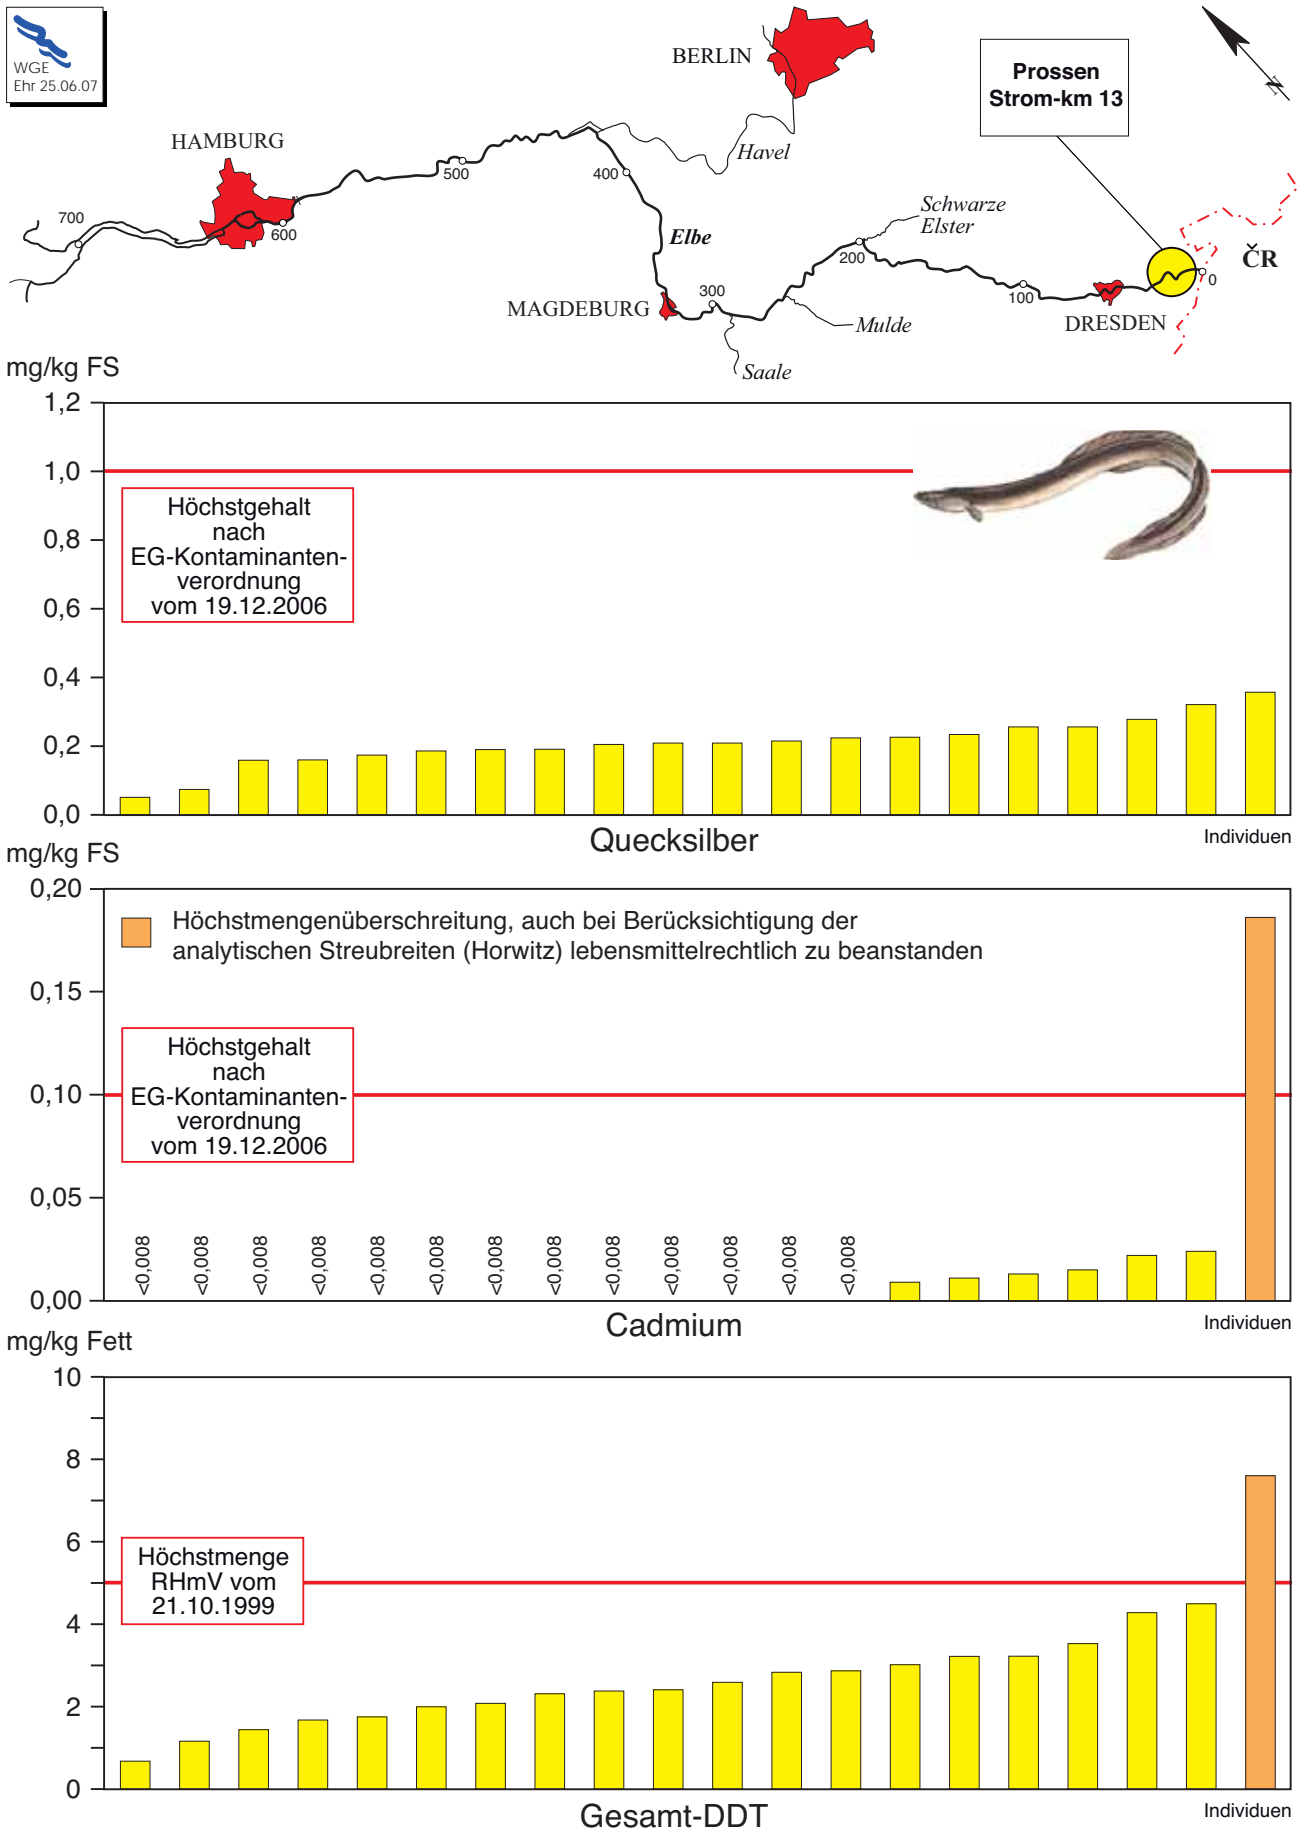 WGE
Ehr 25.06.07
BERLIN
Prossen
Strom-km 13
N
HAMBURG
Havel
500
400
700
600
Elbe
Schwarze
Elster
200
ČR
0
MAGDEBURG
300
100
Mulde
DRESDEN
Saale
mg/kg FS
1,2
1,0
Höchstgehalt
nach
EG-Kontaminanten-
verordnung
vom 19.12.2006
0,8
0,6
0,4
0,2
0,0
Quecksilber
Individuen
mg/kg FS
0,20
Höchstmengenüberschreitung, auch bei Berücksichtigung der
analytischen Streubreiten (Horwitz) lebensmittelrechtlich zu beanstanden
0,15
Höchstgehalt
nach
EG-Kontaminanten-
verordnung
vom 19.12.2006
0,10
0,05
<0,008 <0,008 <0,008 <0,008 <0,008 <0,008 <0,008 <0,008 <0,008 <0,008 <0,008 <0,008 <0,008
0,00
Cadmium
Individuen
mg/kg Fett
10
8
6
Höchstmenge
RHmV vom
21.10.1999
4
2
0
Gesamt-DDT
Individuen